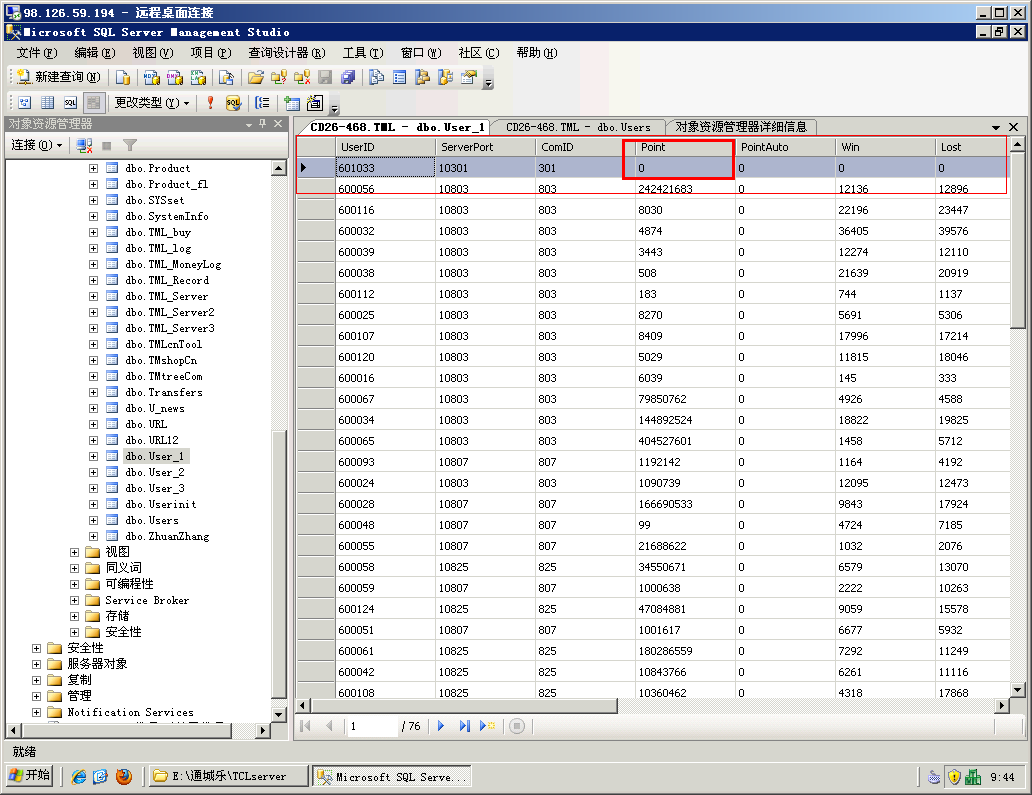 98.126.59.194 - 远程桌面连接
Microsoft SQL Server Management Studio
文件(F) 编辑(E) 视图(V) 项目(P) 查询设计器(R) 工具(T) 窗口(W) 社区(C) 帮助(H)
新建查询(N)
更改类型(Y)
对象资源管理器
连接(O)
dbo.Product
dbo.Product_fl
dbo.SYSset
dbo.SystemInfo
dbo.TML_buy
dbo.TML_log
dbo.TML_MoneyLog
dbo.TML_Record
dbo.TML_Server
dbo.TML_Server2
dbo.TML_Server3
dbo.TMLcnTool
dbo.TMshopCn
dbo.TMtreeCom
dbo.Transfers
dbo.U_news
dbo.URL
dbo.URL12
dbo.User_1
dbo.User_2
dbo.User_3
dbo.Userinit
dbo.Users
dbo.ZhuanZhang
视图
同义词
可编程性
Service Broker
存储
安全性
安全性
服务器对象
复制
管理
Notification Services
CD26-468.TML - dbo.User_1 CD26-468.TML - dbo.Users 对象资源管理器详细信息
UserID ServerPort ComID Point PointAuto Win Lost
601033 10301 301 0 0 0 0
600056 10803 803 242421683 0 12136 12896
600116 10803 803 8030 0 22196 23447
600032 10803 803 4874 0 36405 39576
600039 10803 803 3443 0 12274 12110
600038 10803 803 508 0 21639 20919
600112 10803 803 183 0 744 1137
600025 10803 803 8270 0 5691 5306
600107 10803 803 8409 0 17996 17214
600120 10803 803 5029 0 11815 18046
600016 10803 803 6039 0 145 333
600067 10803 803 79850762 0 4926 4588
600034 10803 803 144892524 0 18822 19825
600065 10803 803 404527601 0 1458 5712
600093 10807 807 1192142 0 1164 4192
600024 10803 803 1090739 0 12095 12473
600028 10807 807 166690533 0 9843 17924
600048 10807 807 99 0 4724 7185
600055 10807 807 21688622 0 1032 2076
600058 10825 825 34550671 0 6579 13070
600059 10807 807 1000638 0 2222 10263
600124 10825 825 47084881 0 9059 15578
600051 10807 807 1001617 0 6677 5932
600061 10825 825 180286559 0 7292 11249
600042 10825 825 10843766 0 6261 11116
600108 10825 825 10360462 0 4318 17868
1 / 76
就绪
开始 E:\通城乐\TCLserver Microsoft SQL Serve... 9:44